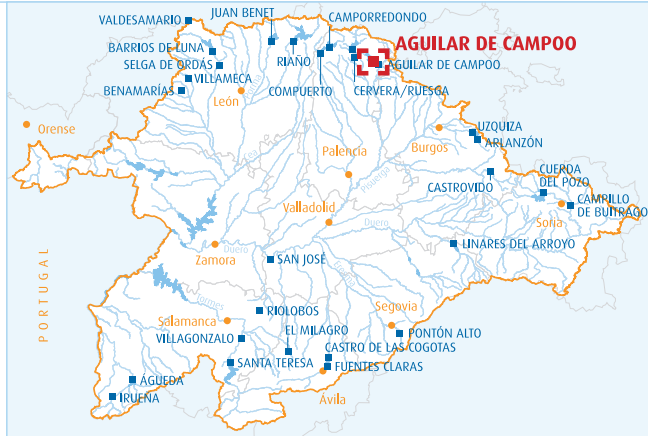 JUAN BENET
VALDESAMARIO
CAMPORREDONDO
AGUILAR DE CAMPOO
BARRIOS DE LUNA
RIAÑO
SELGA DE ORDÁS
AGUILAR DE CAMPOO
VILLAMECA
COMPUERTO
CERVERA/RUESGA
BENAMARÍAS
León
Orense
UZQUIZA
ARLANZÓN
Burgos
Palencia
CUERDA
DEL POZO
Pisuerga
CASTROVIDO
CAMPILLO
DE BUITRAGO
Valladolid
Soria
Duero
Duero
LINARES DEL ARROYO
Zamora
SAN JOSÉ
PORTUGAL
Tormes
RIOLOBOS
Segovia
Salamanca
EL MILAGRO
PONTÓN ALTO
VILLAGONZALO
CASTRO DE LAS COGOTAS
SANTA TERESA
FUENTES CLARAS
ÁGUEDA
Ávila
IRUEÑA